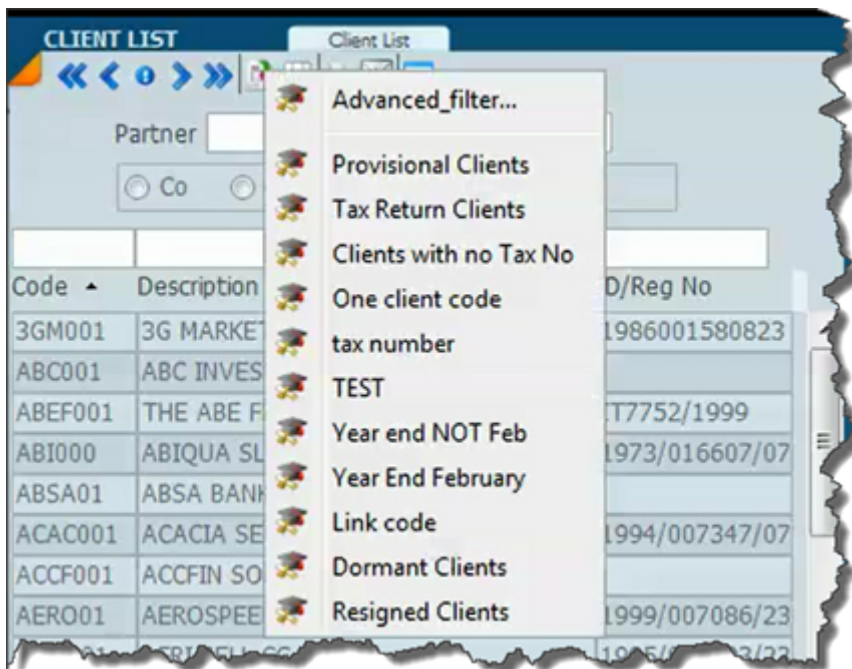 CLIENT LIST
Client List
Advanced_filter...
Partner
Provisional Clients
Co
Tax Return Clients
Clients with no Tax No
Code Description D/Reg No
One client code
3GM001 3G MARKET 1986001580823
tax number
ABC001 ABC INVES
TEST
ABEF001 THE ABE T7752/1999
Year end NOT Feb
ABI000 ABIQUA SL 1973/016607/07
Year End February
ABSA01 ABSA BANK
Link code
ACAC001 ACACIA SE 1994/007347/07
Dormant Clients
ACCF001 ACCFIN SO
Resigned Clients
AERO01 AEROSPEE 1999/007086/23